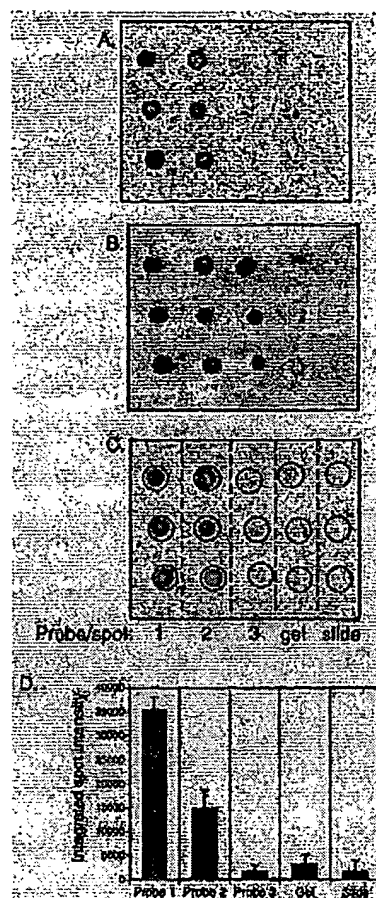 A.
B.
C.
Probe/spot: 1 2 3 gel slide
D.
Integrated spot intensity
Probe 1 Probe 2 Probe 3 Gel Slide